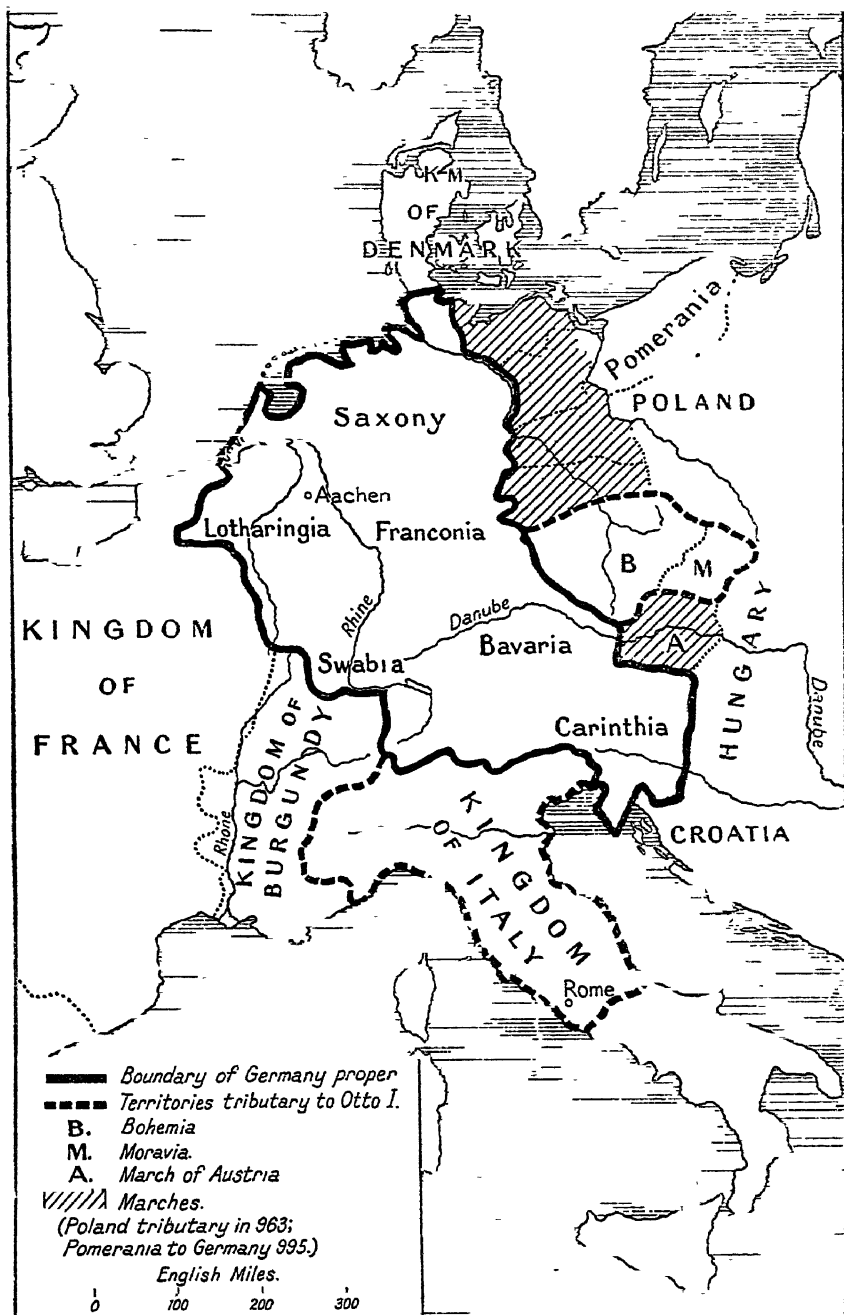 KM
OF
DENMARK
Pomerania
POLAND
Saxony
Aachen
Lotharingia
Franconia
B
M
KINGDOM
OF
FRANCE
Rhine
Danube
Bavaria
A
HUNGARY
Swabia
Danube
Carinthia
KINGDOM OF
BURGUNDY
Rhone
KINGDOM
OF ITALY
CROATIA
Rome
Boundary of Germany proper
Territories tributary to Otto I.
B. Bohemia
M. Moravia.
A. March of Austria
Marches.
(Poland tributary in 963;
Pomerania to Germany 995.)
English Miles.
0 100 200 300